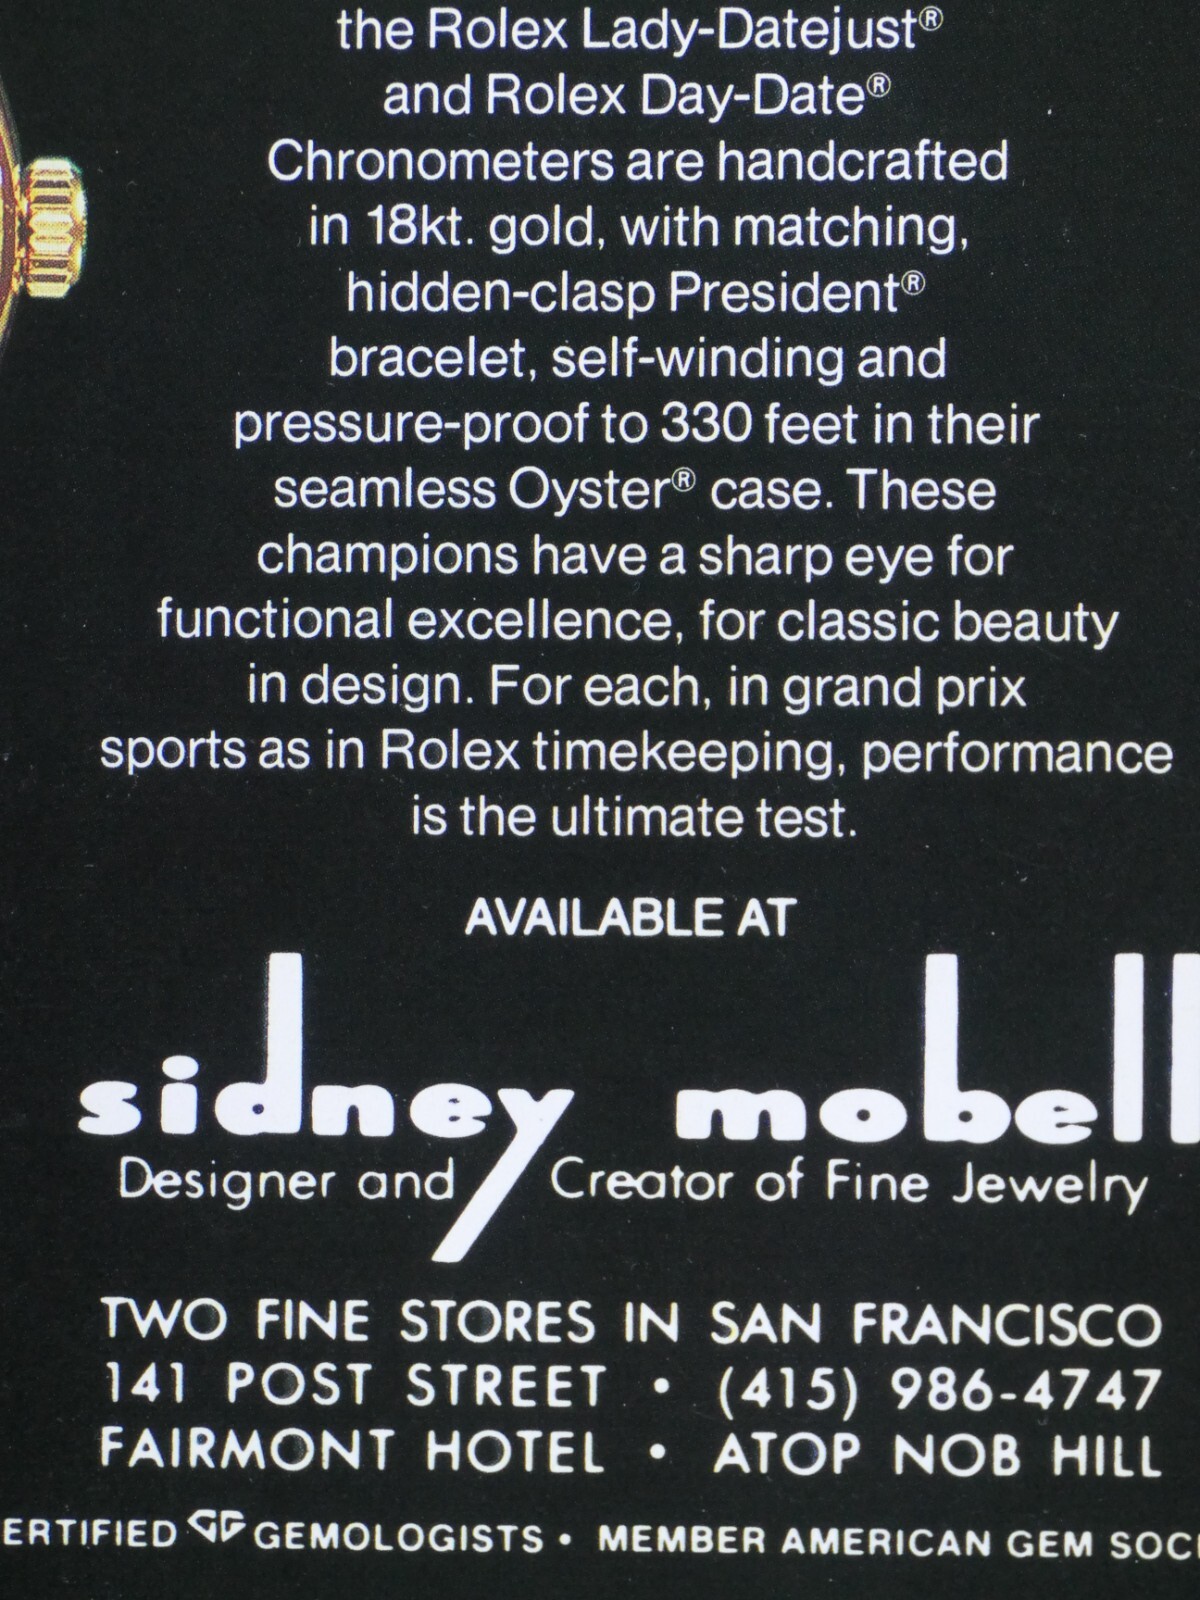 the Rolex Lady-Datejust®
and Rolex Day-Date®
Chronometers are handcrafted
in 18kt. gold, with matching,
hidden-clasp President®
bracelet, self-winding and
pressure-proof to 330 feet in their
seamless Oyster® case. These
champions have a sharp eye for
functional excellence, for classic beauty
in design. For each, in grand prix
sports as in Rolex timekeeping, performance
is the ultimate test.
AVAILABLE AT
sidney mobell
Designer and Creator of Fine Jewelry
TWO FINE STORES IN SAN FRANCISCO
141 POST STREET • (415) 986-4747
FAIRMONT HOTEL • ATOP NOB HILL
ERTIFIED GG GEMOLOGISTS • MEMBER AMERICAN GEM SOCI